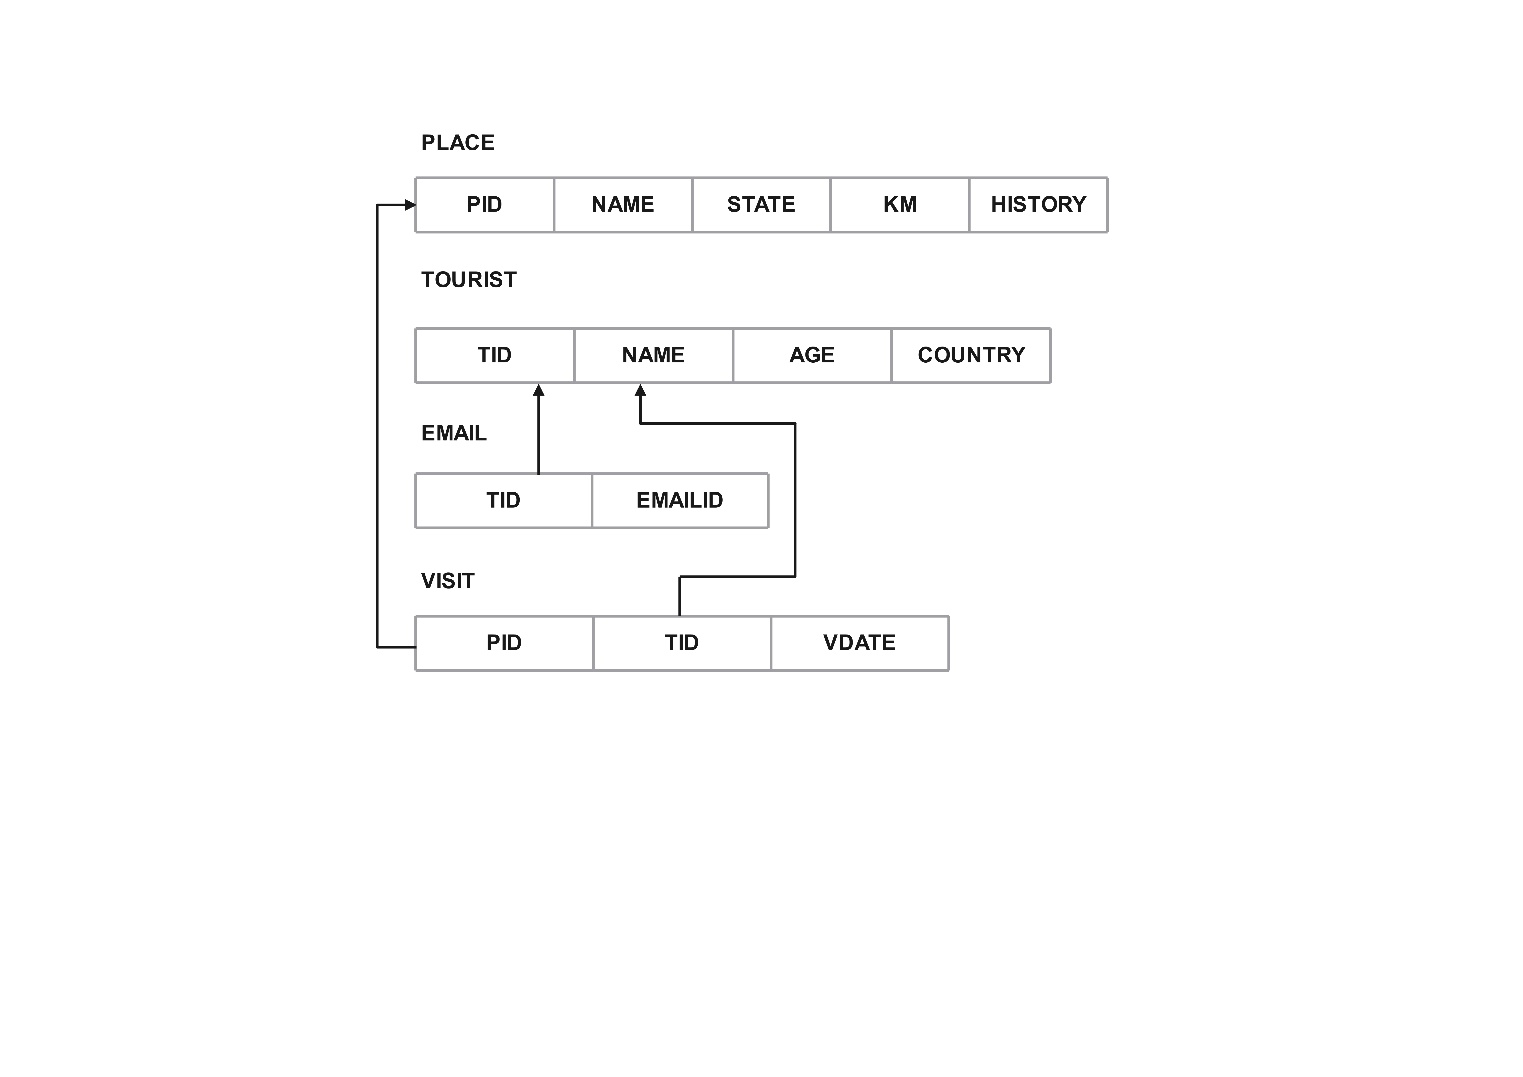 PLACE
PID NAME STATE KM HISTORY
TOURIST
TID NAME AGE COUNTRY
EMAIL
TID EMAILID
VISIT
PID TID VDATE